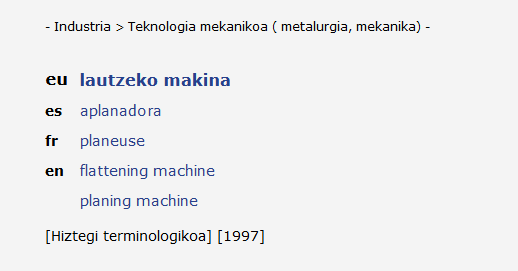 - Industria > Teknologia mekanikoa ( metalurgia, mekanika) -
eu lautzeko makina
es aplanadora
fr planeuse
en flattening machine
planing machine
[Hiztegi terminologikoa] [1997]